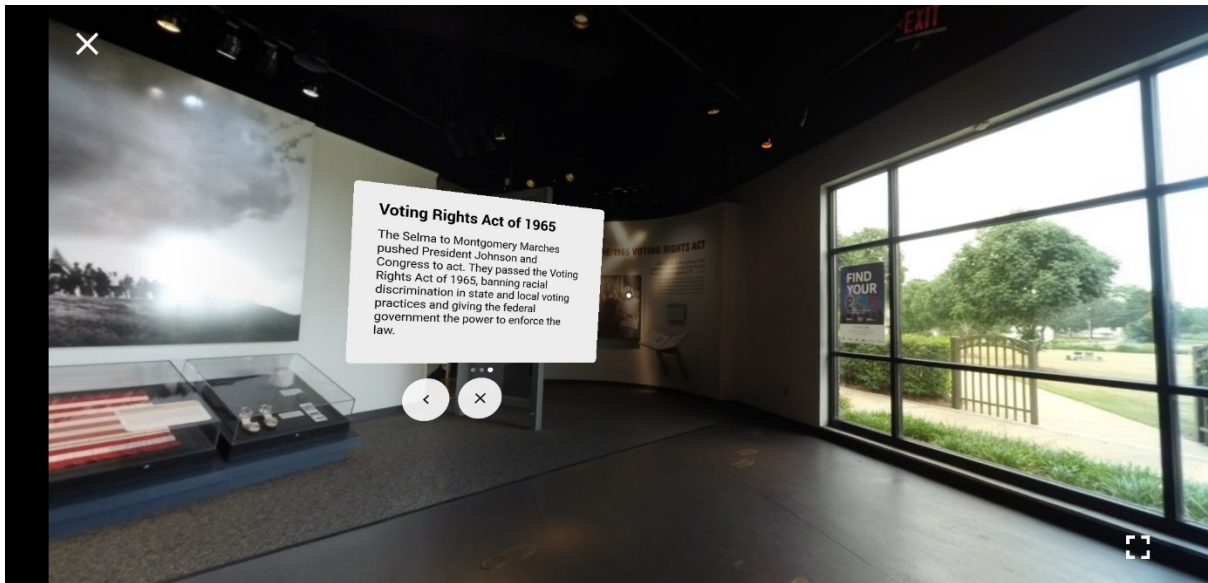 EXIT
Voting Rights Act of 1965
The Selma to Montgomery Marches
pushed President Johnson and
Congress to act. They passed the Voting
Rights Act of 1965, banning racial
discrimination in state and local voting
practices and giving the federal
government the power to enforce the
law.
1965 VOTING RIGHTS ACT
FIND
YOUR